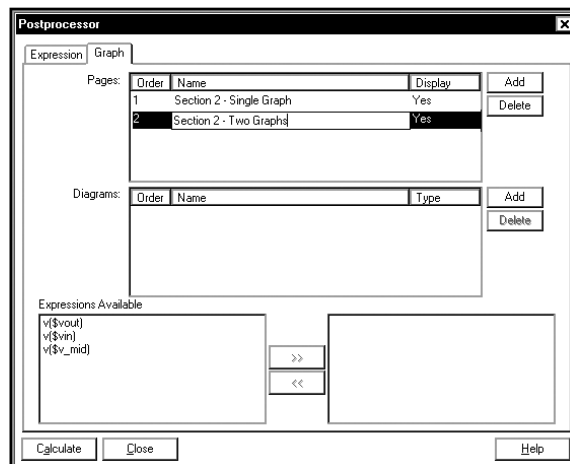 Postprocessor
Expression Graph
Pages:
Order Name Display
1 Section 2 - Single Graph Yes
2 Section 2 - Two Graphs Yes
Add
Delete
Diagrams:
Order Name Type
Add
Delete
Expressions Available
v($vout)
v($vin)
v($v_mid)
>>
<<
Calculate Close Help